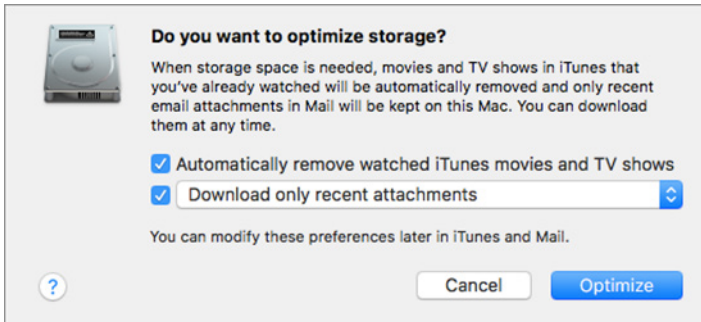 Do you want to optimize storage?
When storage space is needed, movies and TV shows in iTunes that
you've already watched will be automatically removed and only recent
email attachments in Mail will be kept on this Mac. You can download
them at any time.
Automatically remove watched iTunes movies and TV shows
Download only recent attachments
You can modify these preferences later in iTunes and Mail.
? Cancel Optimize